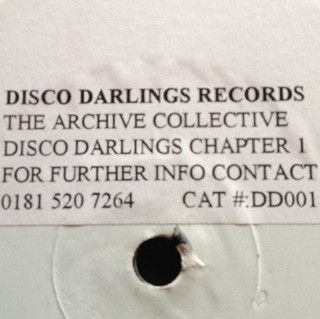 DISCO DARLINGS RECORDS
THE ARCHIVE COLLECTIVE
DISCO DARLINGS CHAPTER 1
FOR FURTHER INFO CONTACT
0181 520 7264 CAT #:DD001